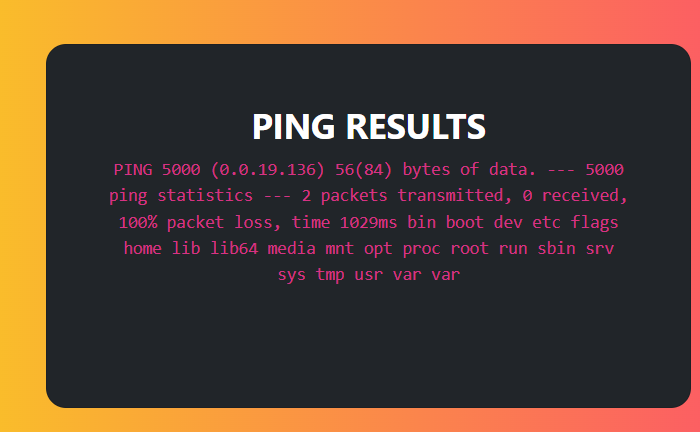 PING RESULTS
PING 5000 (0.0.19.136) 56(84) bytes of data. --- 5000
ping statistics --- 2 packets transmitted, 0 received,
100% packet loss, time 1029ms bin boot dev etc flags
home lib lib64 media mnt opt proc root run sbin srv
sys tmp usr var var